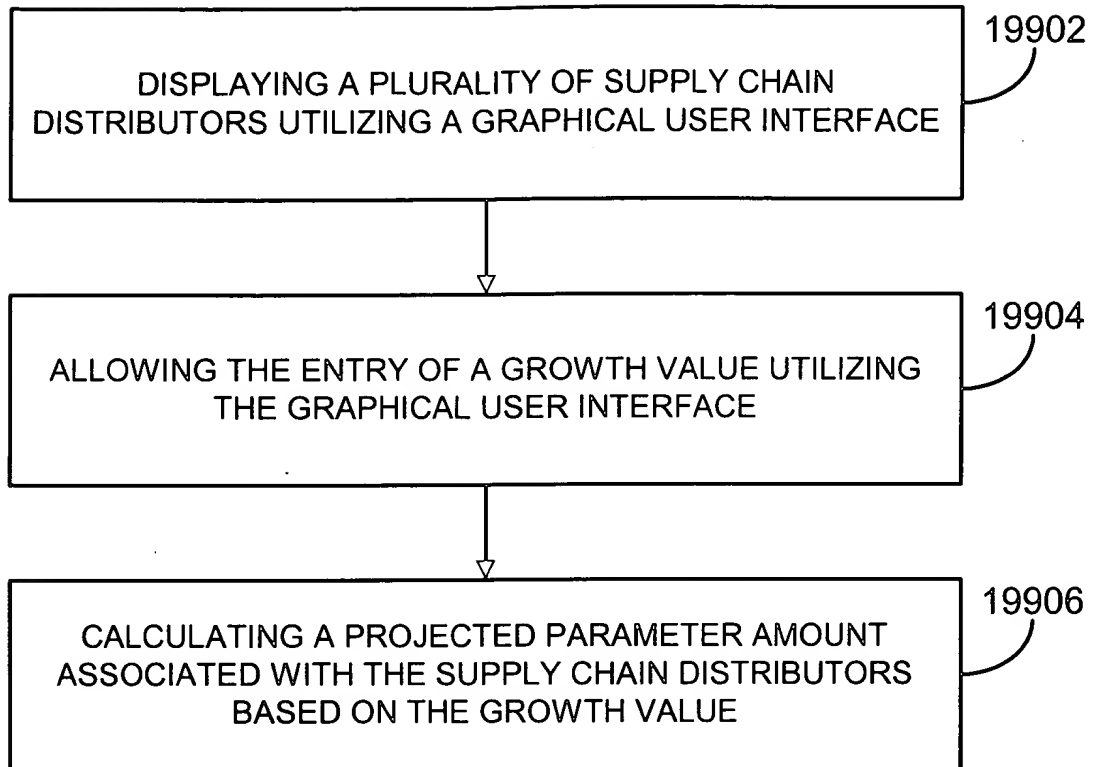 19902
DISPLAYING A PLURALITY OF SUPPLY CHAIN
DISTRIBUTORS UTILIZING A GRAPHICAL USER INTERFACE
19904
ALLOWING THE ENTRY OF A GROWTH VALUE UTILIZING
THE GRAPHICAL USER INTERFACE
19906
CALCULATING A PROJECTED PARAMETER AMOUNT
ASSOCIATED WITH THE SUPPLY CHAIN DISTRIBUTORS
BASED ON THE GROWTH VALUE